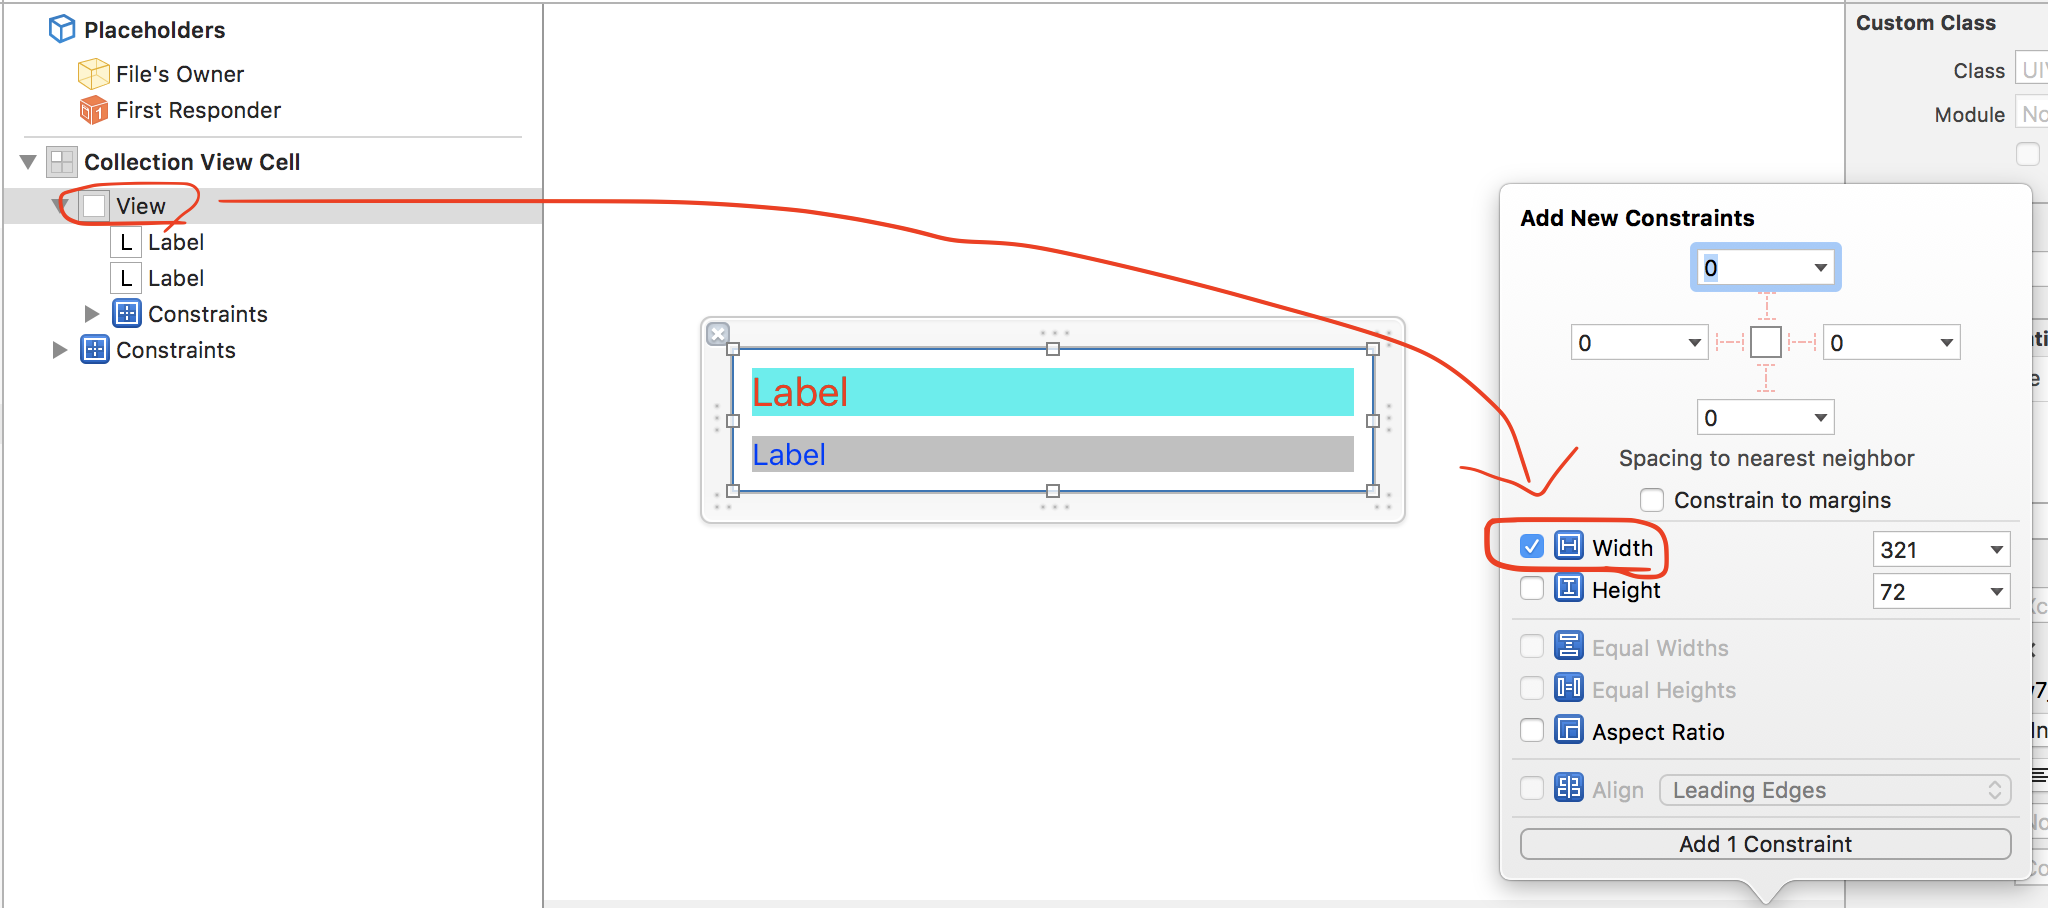 Placeholders
File's Owner
First Responder
Collection View Cell
View
L Label
L Label
Constraints
Constraints
Label
Label
Custom Class
Class UIV
Module No
Add New Constraints
0
0
0
0
Spacing to nearest neighbor
Constrain to margins
Width 321
Height 72
Equal Widths
Equal Heights
Aspect Ratio
Align Leading Edges
Add 1 Constraint